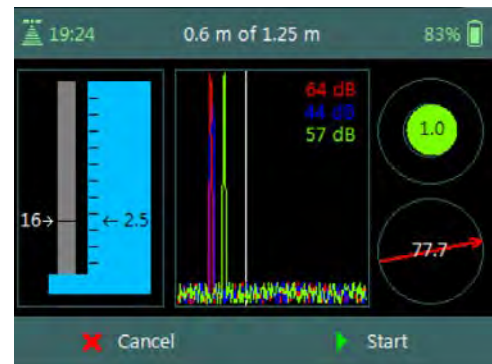 19:24
0.6 m of 1.25 m
83%
64 dB
44 dB
57 dB
1.0
16→
← 2.5
77.7
Cancel
Start